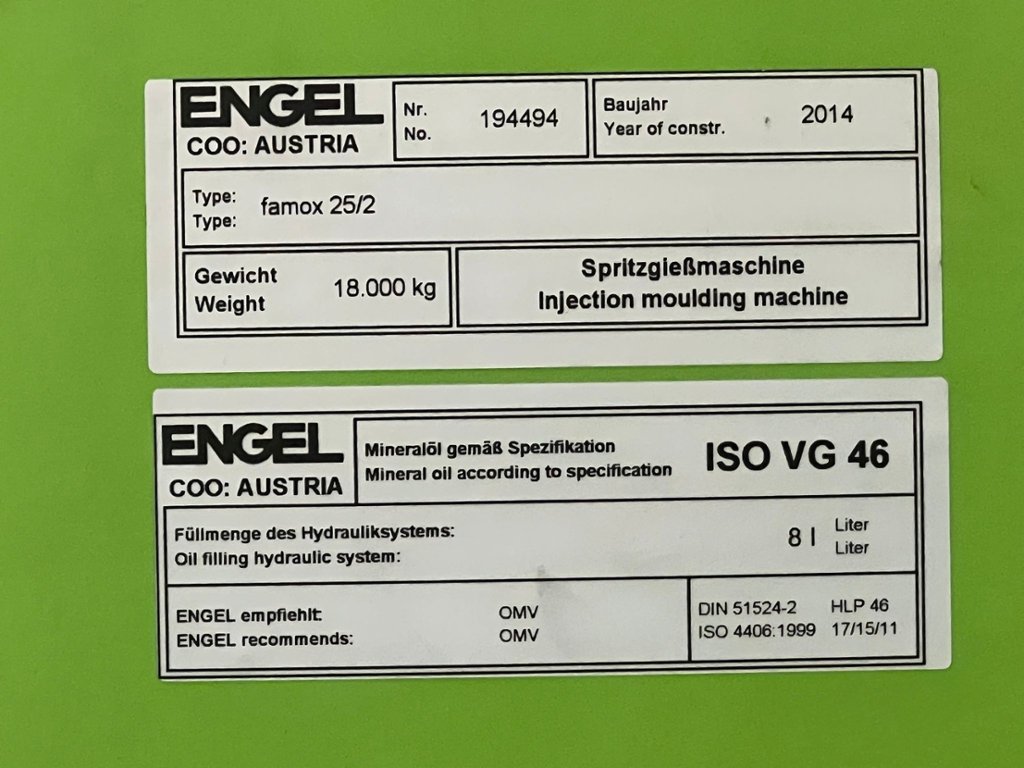 ENGEL
COO: AUSTRIA
Nr.
No.
194494
Baujahr
Year of constr.
2014
Type:
Type:
famox 25/2
Gewicht
Weight
18.000 kg
Spritzgießmaschine
Injection moulding machine
ENGEL
COO: AUSTRIA
Mineralöl gemäß Spezifikation
Mineral oil according to specification
ISO VG 46
Füllmenge des Hydrauliksystems:
Oil filling hydraulic system:
8 l
Liter
Liter
ENGEL empfiehlt:
ENGEL recommends:
OMV
OMV
DIN 51524-2 HLP 46
ISO 4406:1999 17/15/11